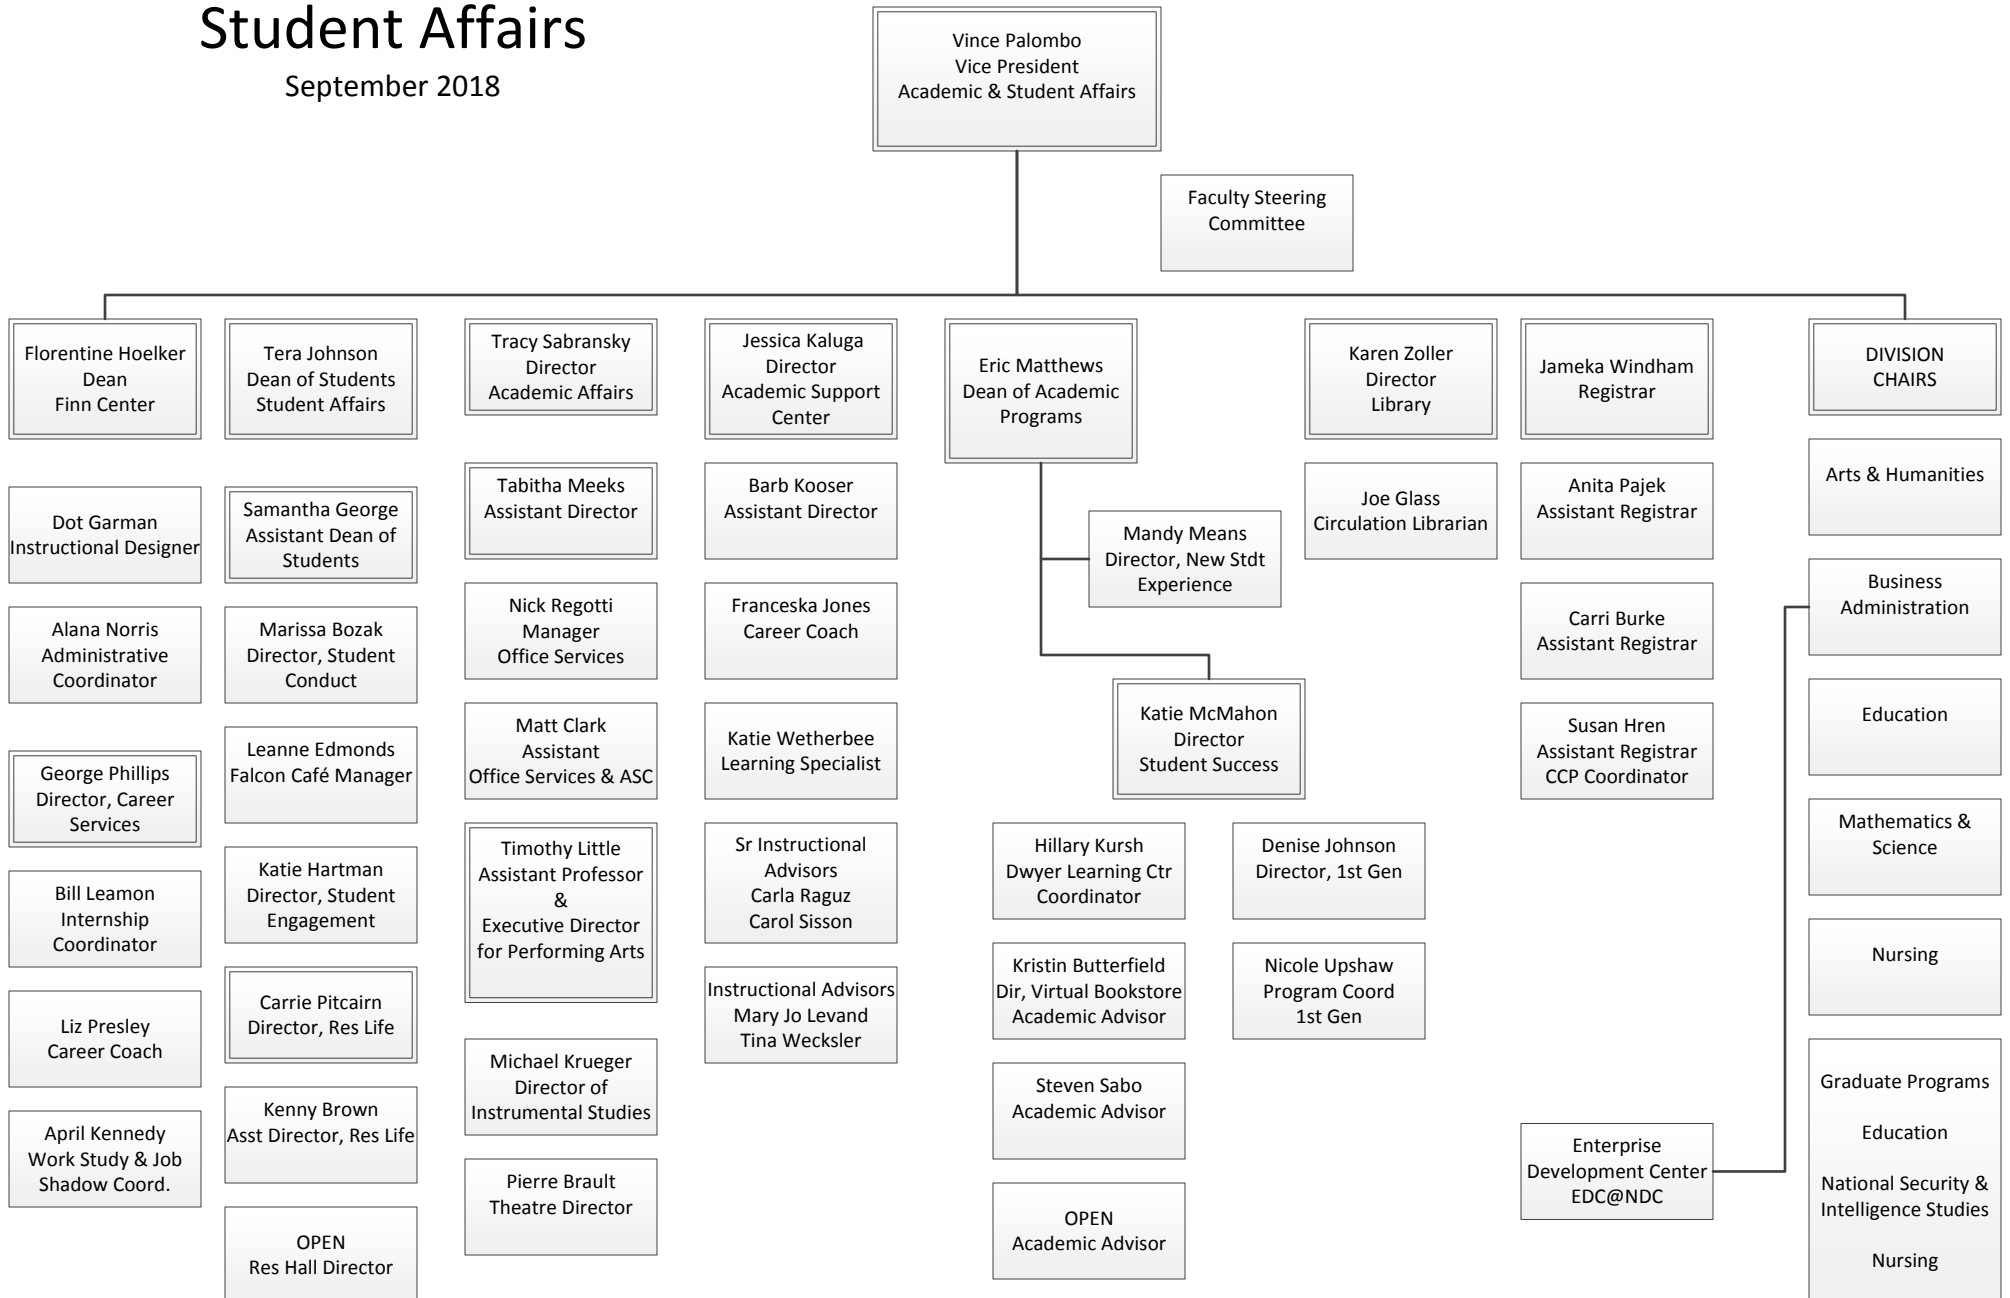 Student Affairs
September 2018
Vince Palombo
Vice President
Academic & Student Affairs
Faculty Steering
Committee
Florentine Hoelker
Dean
Finn Center
Dot Garman
Instructional Designer
Alana Norris
Administrative
Coordinator
George Phillips
Director, Career
Services
Bill Leamon
Internship
Coordinator
Liz Presley
Career Coach
April Kennedy
Work Study & Job
Shadow Coord.
Tera Johnson
Dean of Students
Student Affairs
Samantha George
Assistant Dean of
Students
Marissa Bozak
Director, Student
Conduct
Leanne Edmonds
Falcon Café Manager
Katie Hartman
Director, Student
Engagement
Carrie Pitcairn
Director, Res Life
Kenny Brown
Asst Director, Res Life
OPEN
Res Hall Director
Tracy Sabransky
Director
Academic Affairs
Tabitha Meeks
Assistant Director
Nick Regotti
Manager
Office Services
Matt Clark
Assistant
Office Services & ASC
Timothy Little
Assistant Professor
&
Executive Director
for Performing Arts
Michael Krueger
Director of
Instrumental Studies
Pierre Brault
Theatre Director
Jessica Kaluga
Director
Academic Support
Center
Barb Kooser
Assistant Director
Franceska Jones
Career Coach
Katie Wetherbee
Learning Specialist
Sr Instructional
Advisors
Carla Raguz
Carol Sisson
Instructional Advisors
Mary Jo Levand
Tina Wecksler
Eric Matthews
Dean of Academic
Programs
Mandy Means
Director, New Stdt
Experience
Katie McMahon
Director
Student Success
Hillary Kursh
Dwyer Learning Ctr
Coordinator
Kristin Butterfield
Dir, Virtual Bookstore
Academic Advisor
Steven Sabo
Academic Advisor
OPEN
Academic Advisor
Denise Johnson
Director, 1st Gen
Nicole Upshaw
Program Coord
1st Gen
Karen Zoller
Director
Library
Joe Glass
Circulation Librarian
Jameka Windham
Registrar
Anita Pajek
Assistant Registrar
Carri Burke
Assistant Registrar
Susan Hren
Assistant Registrar
CCP Coordinator
Enterprise
Development Center
EDC@NDC
DIVISION
CHAIRS
Arts & Humanities
Business
Administration
Education
Mathematics &
Science
Nursing
Graduate Programs
Education
National Security &
Intelligence Studies
Nursing